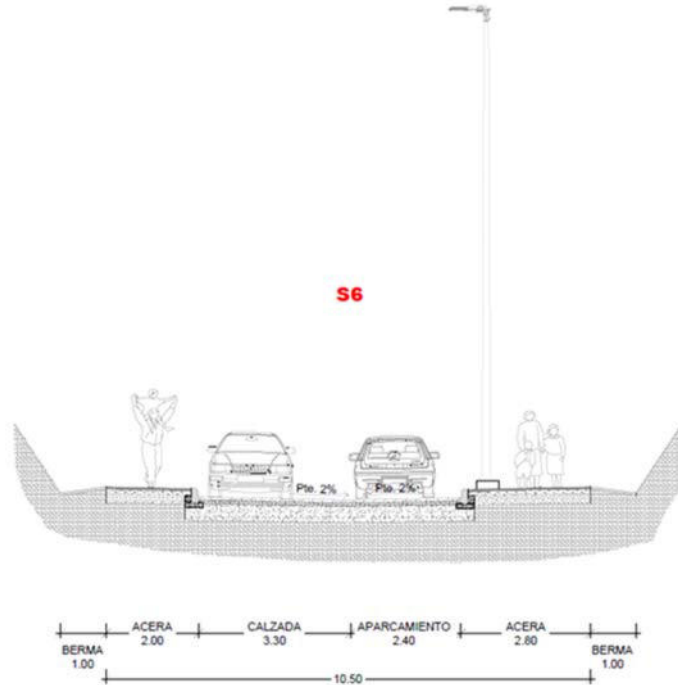 S6
Pte. 2% Pte. 2%
ACERA CALZADA APARCAMIENTO ACERA
2.00 3.30 2.40 2.80
BERMA BERMA
1.00 1.00
10.50